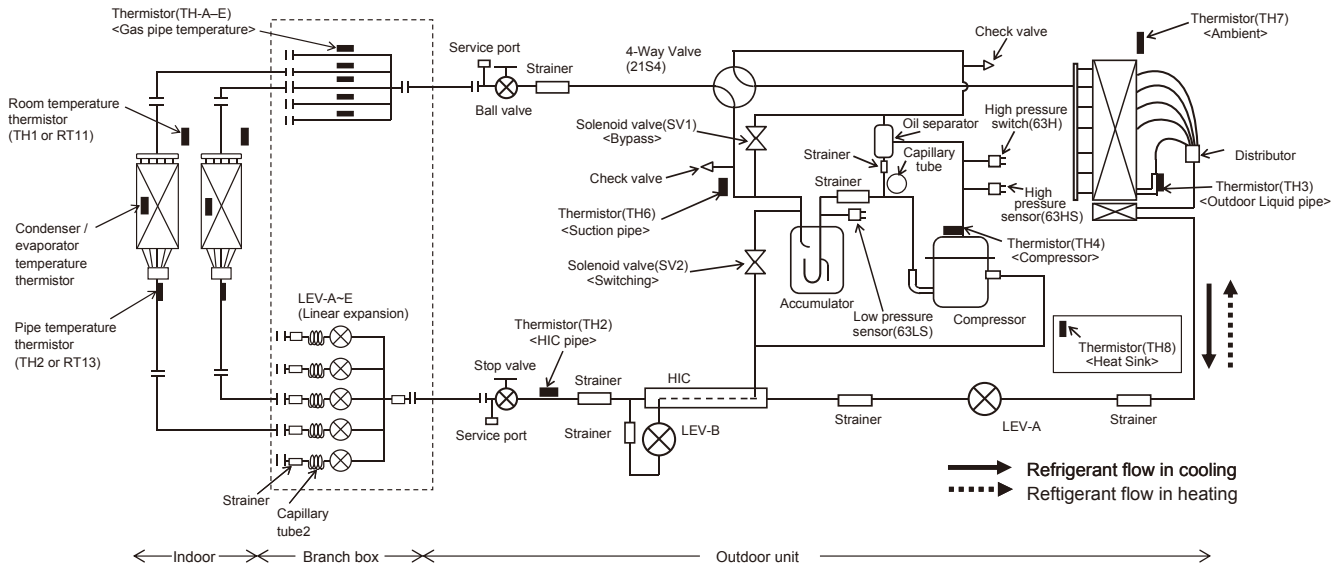 Thermistor(TH-A–E)
<Gas pipe temperature>
Service port
Strainer
Ball valve
4-Way Valve
(21S4)
Check valve
Thermistor(TH7)
<Ambient>
Room temperature
thermistor
(TH1 or RT11)
Solenoid valve(SV1)
<Bypass>
Oil separator
High pressure
switch(63H)
Strainer
Capillary
tube
Distributor
Check valve
Strainer
High
pressure
sensor(63HS)
Thermistor(TH3)
<Outdoor Liquid pipe>
Thermistor(TH6)
<Suction pipe>
Condenser /
evaporator
temperature
thermistor
Thermistor(TH4)
<Compressor>
Solenoid valve(SV2)
<Switching>
Accumulator
Low pressure
sensor(63LS)
Compressor
LEV-A~E
(Linear expansion)
Pipe temperature
thermistor
(TH2 or RT13)
Thermistor(TH2)
<HIC pipe>
Thermistor(TH8)
<Heat Sink>
Stop valve
Strainer
HIC
Service port
Strainer
LEV-B
Strainer
LEV-A
Strainer
Refrigerant flow in cooling
Reftigerant flow in heating
Strainer
Capillary
tube2
Indoor
Branch box
Outdoor unit